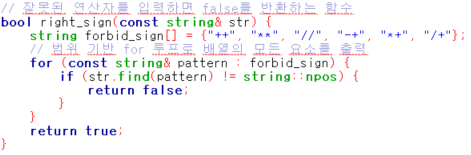 // 잘못된 연산자를 입력하면 false를 반환하는 함수
bool right_sign(const string& str) {
    string forbid_sign[] = {"++", "**", "//", "-+", "*+", "/+"};
    // 범위 기반 for 루프로 배열의 모든 요소를 출력
    for (const string& pattern : forbid_sign) {
        if (str.find(pattern) != string::npos) {
            return false;
        }
    }
    return true;
}